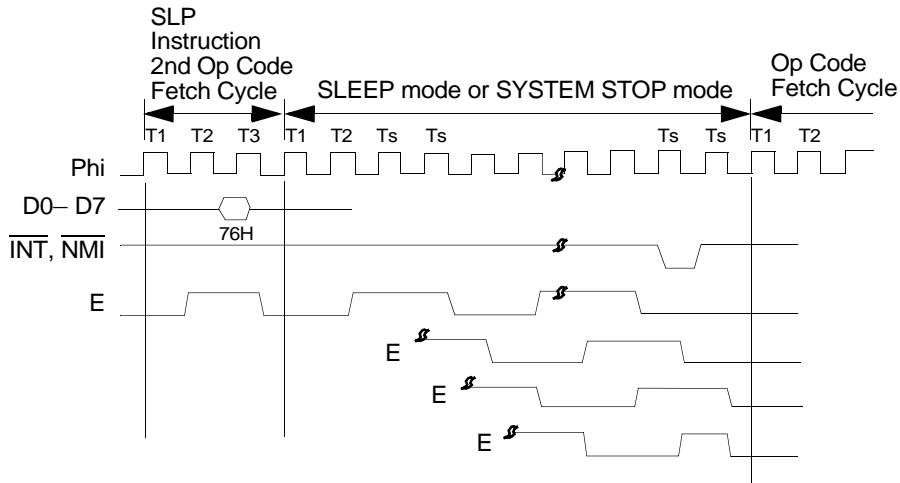 SLP
Instruction
2nd Op Code
Fetch Cycle
SLEEP mode or SYSTEM STOP mode
Op Code
Fetch Cycle
T1 T2 T3 T1 T2 Ts Ts Ts Ts T1 T2
Phi
D0– D7
76H
INT, NMI
E
E
E
E